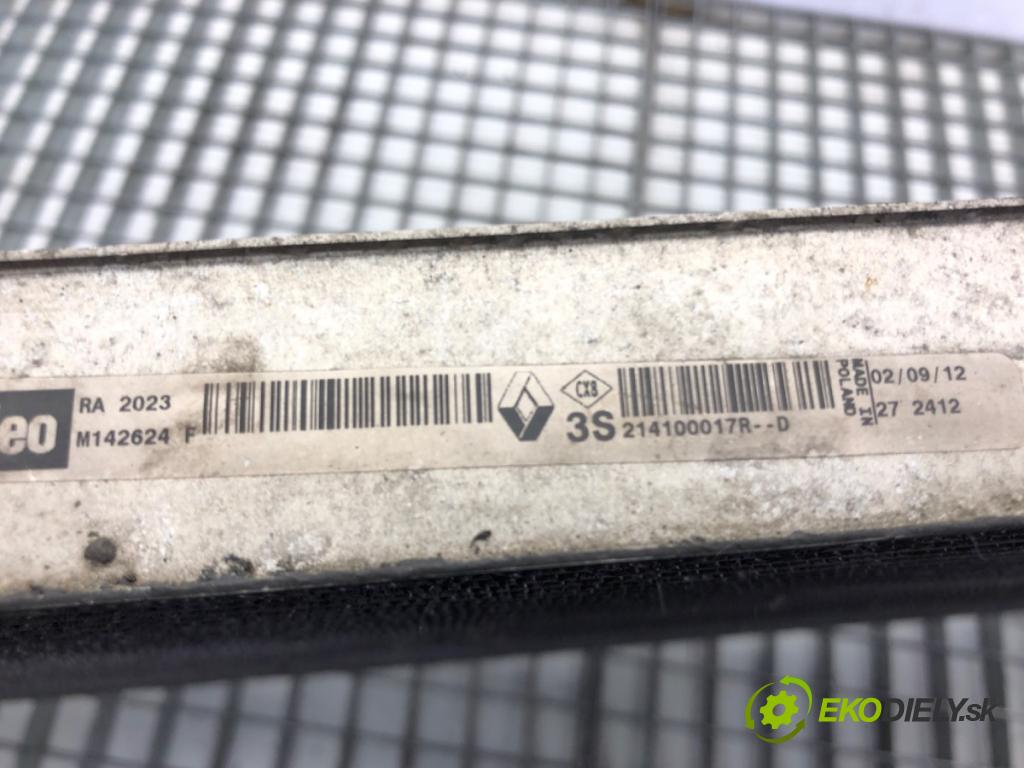 eo
RA 2023
M142624 F
CX8
3S
214100017R--D
MADE IN
POLAND
02/09/12
27 2412
EKODIELY.sk